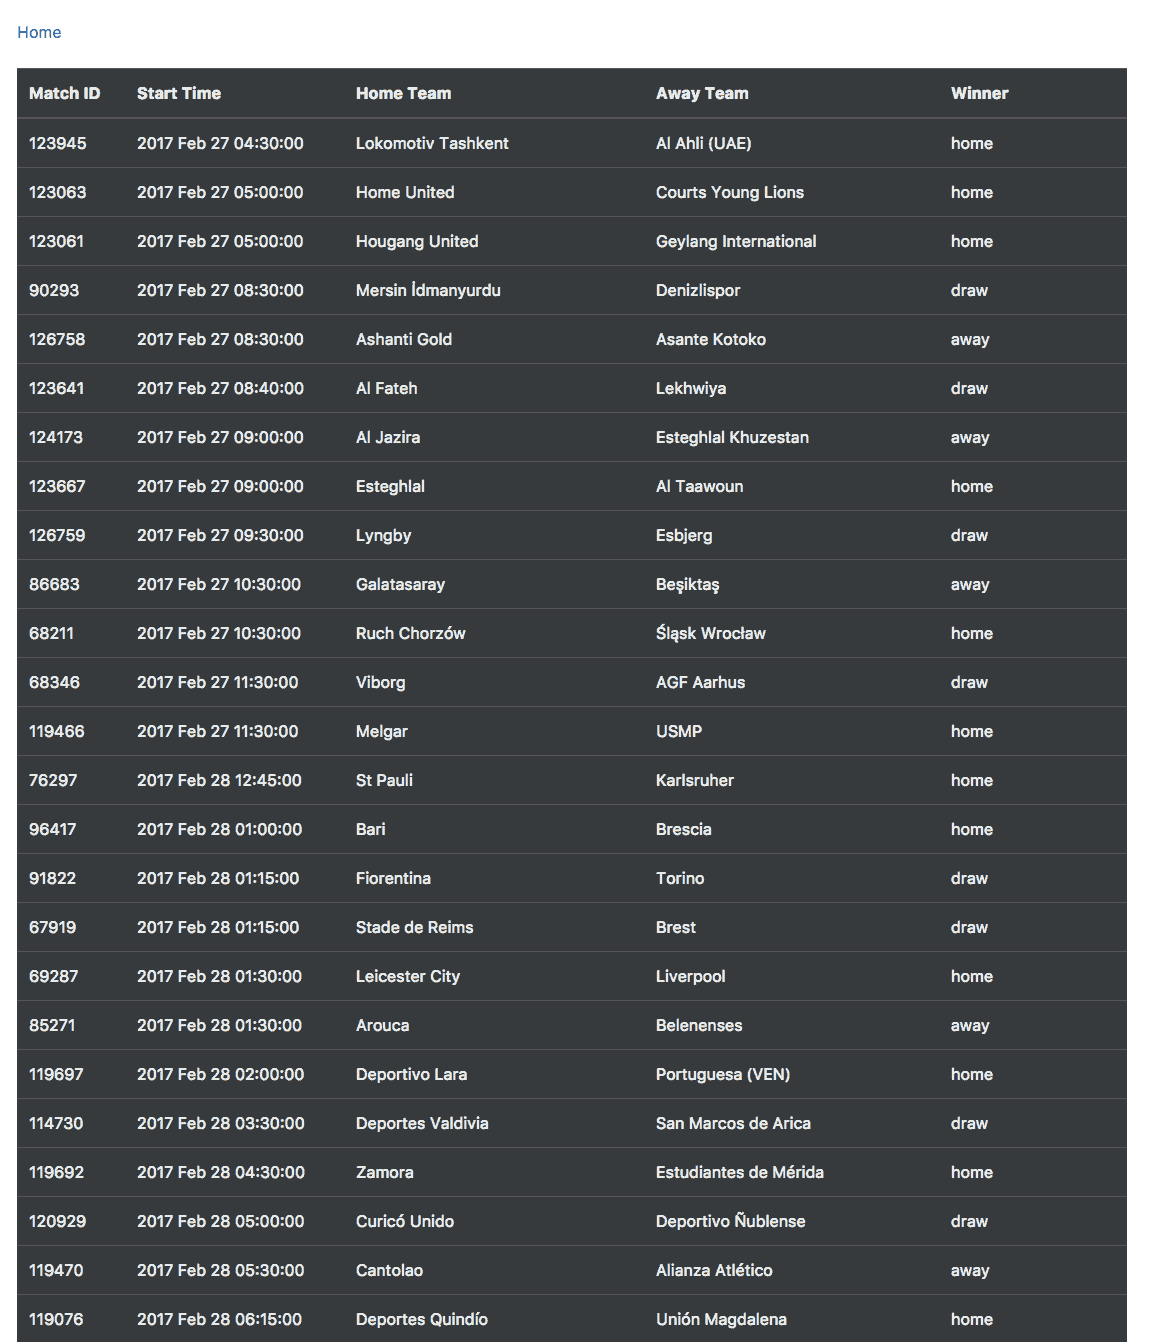 Home
Match ID Start Time Home Team Away Team Winner
123945 2017 Feb 27 04:30:00 Lokomotiv Tashkent Al Ahli (UAE) home
123063 2017 Feb 27 05:00:00 Home United Courts Young Lions home
123061 2017 Feb 27 05:00:00 Hougang United Geylang International home
90293 2017 Feb 27 08:30:00 Mersin İdmanyurdu Denizlispor draw
126758 2017 Feb 27 08:30:00 Ashanti Gold Asante Kotoko away
123641 2017 Feb 27 08:40:00 Al Fateh Lekhwiya draw
124173 2017 Feb 27 09:00:00 Al Jazira Esteghlal Khuzestan away
123667 2017 Feb 27 09:00:00 Esteghlal Al Taawoun home
126759 2017 Feb 27 09:30:00 Lyngby Esbjerg draw
86683 2017 Feb 27 10:30:00 Galatasaray Beşiktaş away
68211 2017 Feb 27 10:30:00 Ruch Chorzów Śląsk Wrocław home
68346 2017 Feb 27 11:30:00 Viborg AGF Aarhus draw
119466 2017 Feb 27 11:30:00 Melgar USMP home
76297 2017 Feb 28 12:45:00 St Pauli Karlsruher home
96417 2017 Feb 28 01:00:00 Bari Brescia home
91822 2017 Feb 28 01:15:00 Fiorentina Torino draw
67919 2017 Feb 28 01:15:00 Stade de Reims Brest draw
69287 2017 Feb 28 01:30:00 Leicester City Liverpool home
85271 2017 Feb 28 01:30:00 Arouca Belenenses away
119697 2017 Feb 28 02:00:00 Deportivo Lara Portuguesa (VEN) home
114730 2017 Feb 28 03:30:00 Deportes Valdivia San Marcos de Arica draw
119692 2017 Feb 28 04:30:00 Zamora Estudiantes de Mérida home
120929 2017 Feb 28 05:00:00 Curicó Unido Deportivo Ñublense draw
119470 2017 Feb 28 05:30:00 Cantolao Alianza Atlético away
119076 2017 Feb 28 06:15:00 Deportes Quindío Unión Magdalena home